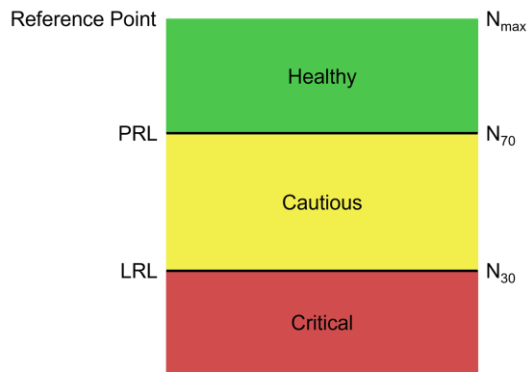 Reference Point
N_max
Healthy
PRL
N_70
Cautious
LRL
N_30
Critical